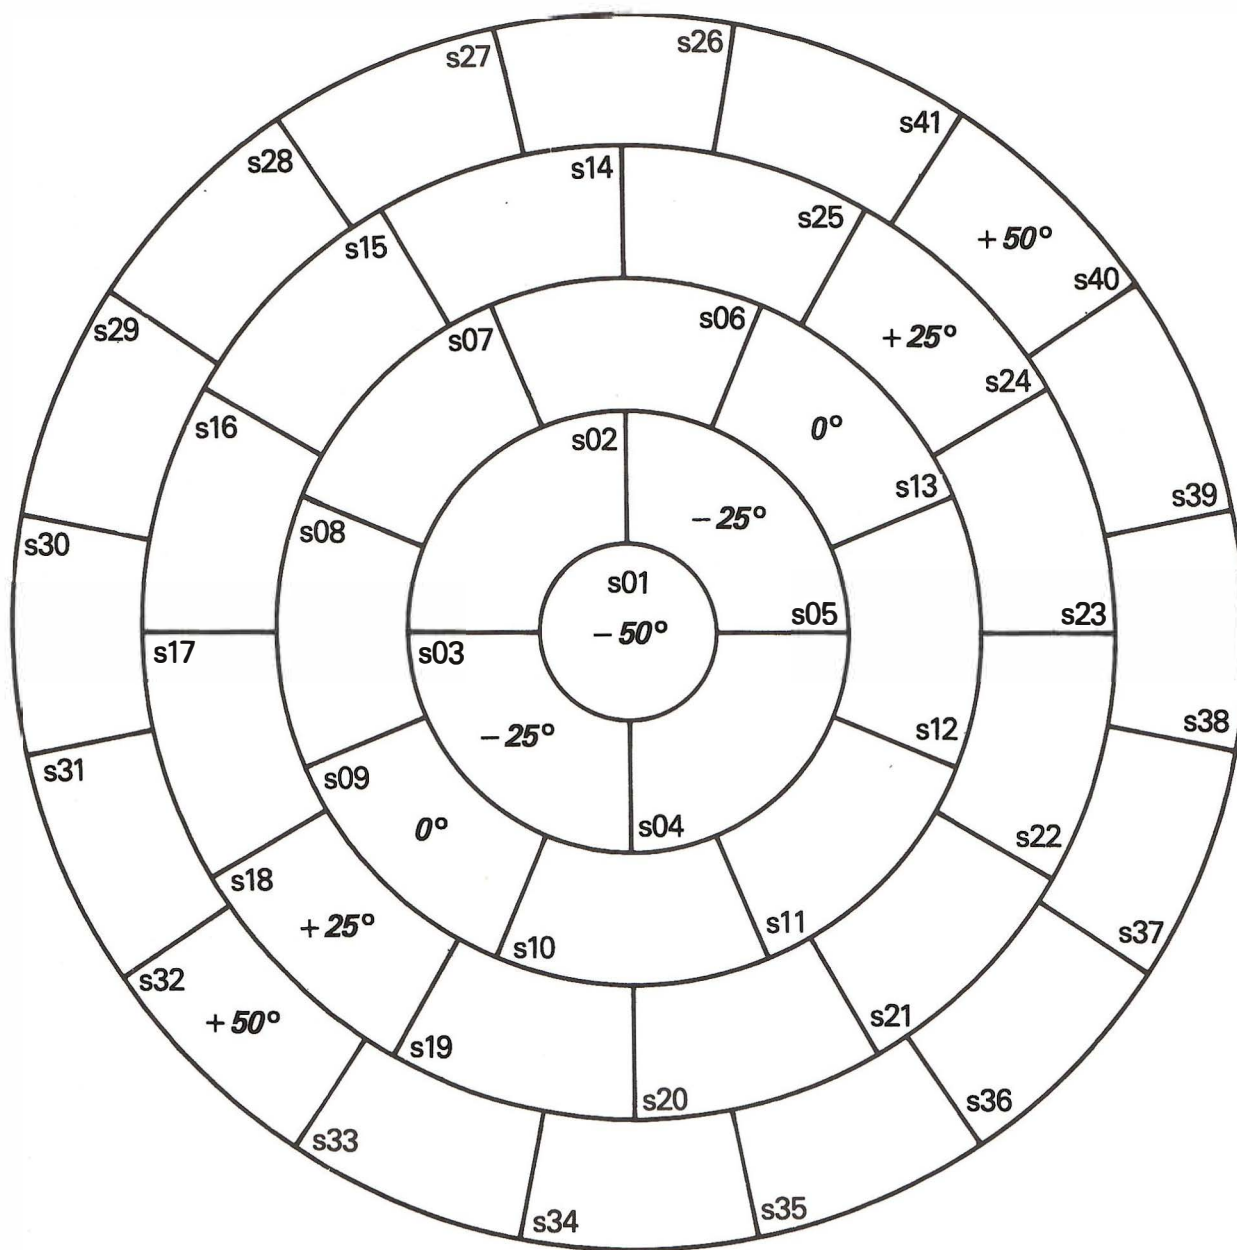 s26
s27
s41
s28
s14
s25
+ 50°
s15
s40
s29
s06
s07
+ 25°
s24
s16
0°
s02
s13
s39
– 25°
s08
s30
s01
s05
s23
– 50°
s17
s03
s38
s12
– 25°
s31
s09
s04
0°
s22
s18
s11
+ 25°
s37
s10
s32
s21
+ 50°
s19
s20
s36
s33
s35
s34